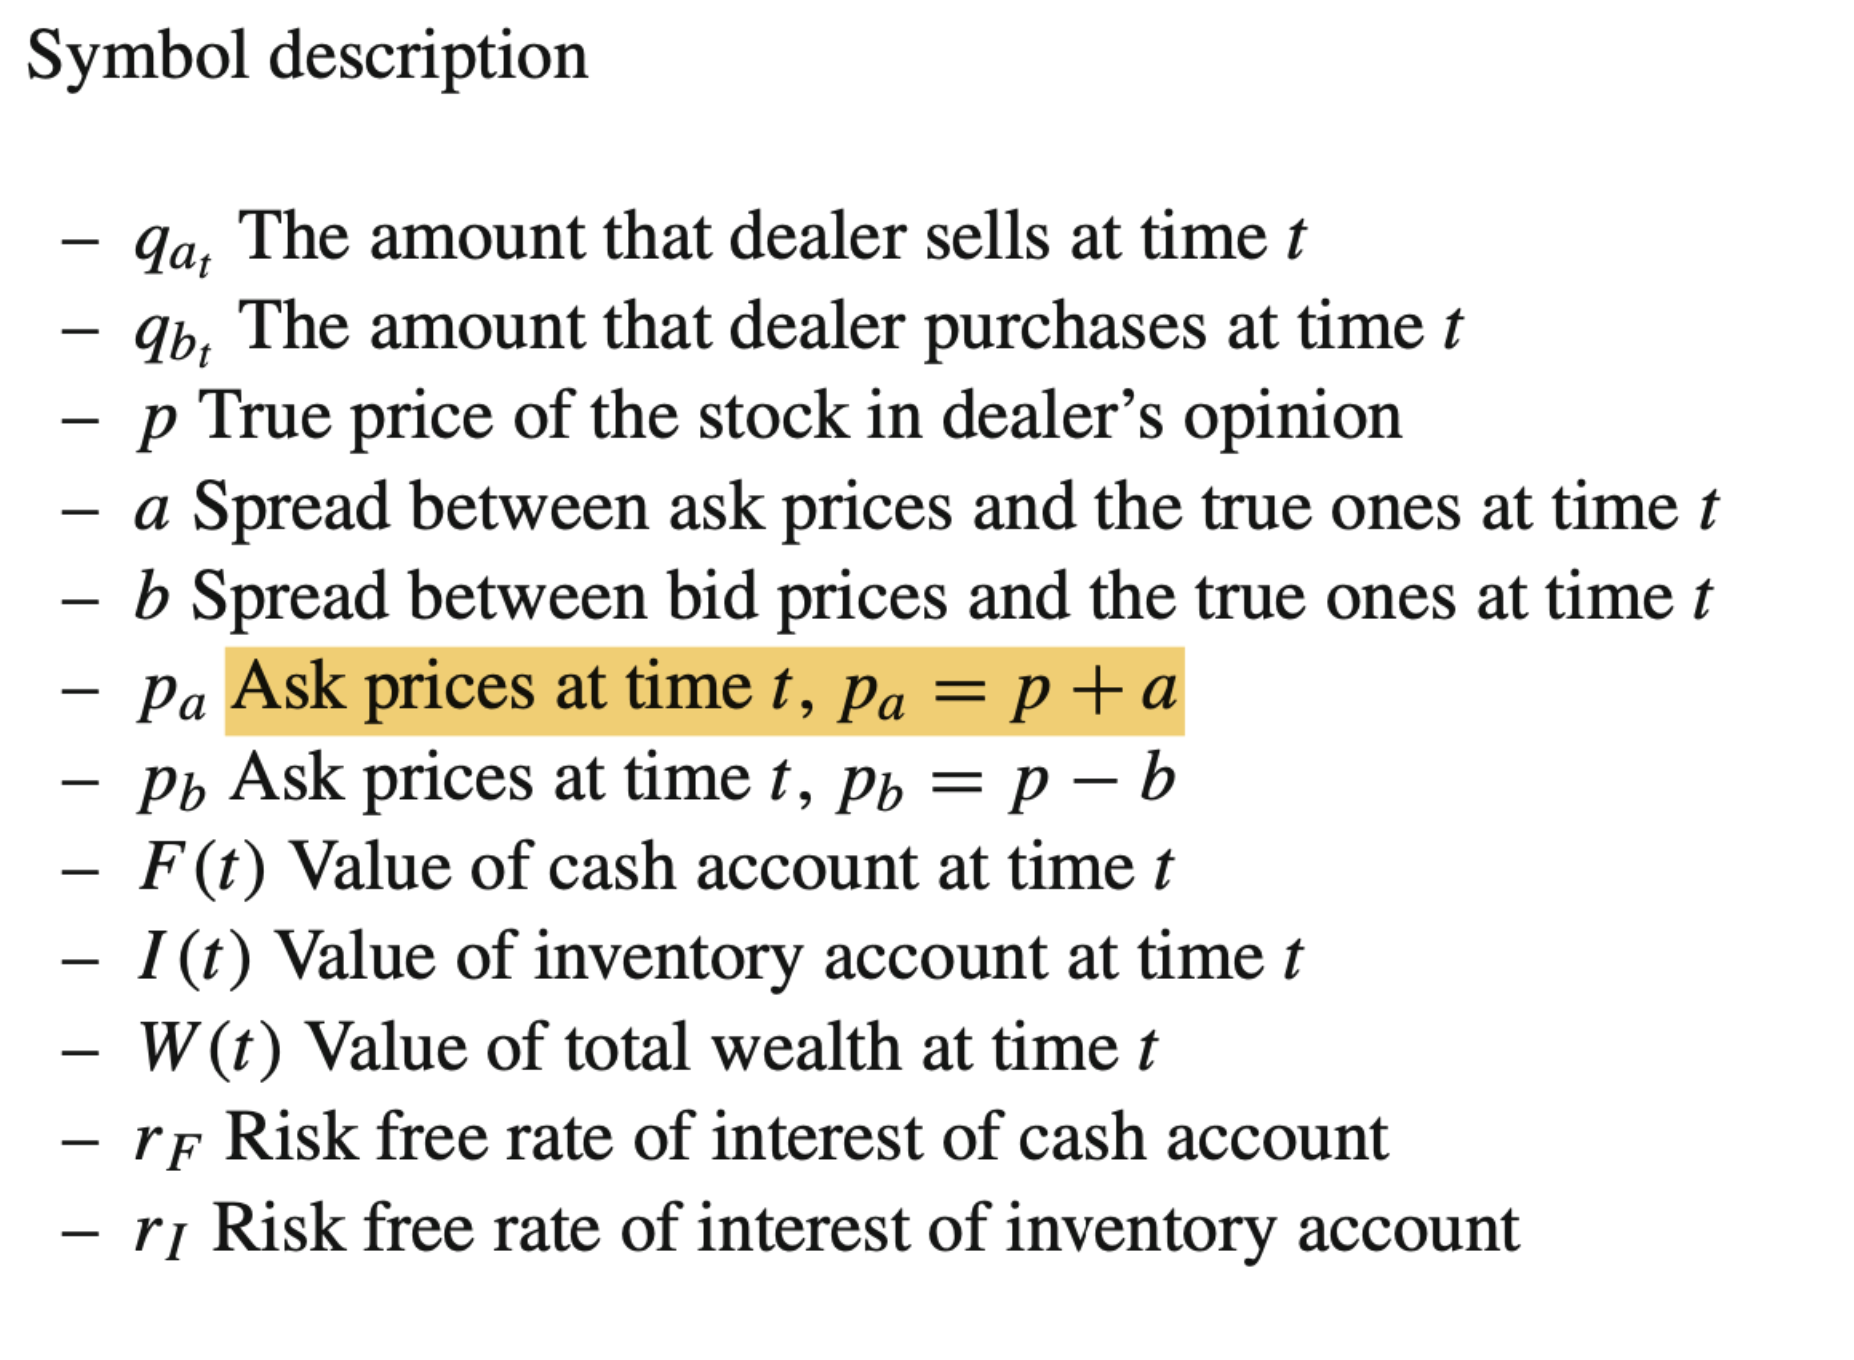 Symbol description
– q_{a_t} The amount that dealer sells at time t
– q_{b_t} The amount that dealer purchases at time t
– p True price of the stock in dealer’s opinion
– a Spread between ask prices and the true ones at time t
– b Spread between bid prices and the true ones at time t
– p_a Ask prices at time t, p_a = p + a
– p_b Ask prices at time t, p_b = p − b
– F(t) Value of cash account at time t
– I(t) Value of inventory account at time t
– W(t) Value of total wealth at time t
– r_F Risk free rate of interest of cash account
– r_I Risk free rate of interest of inventory account